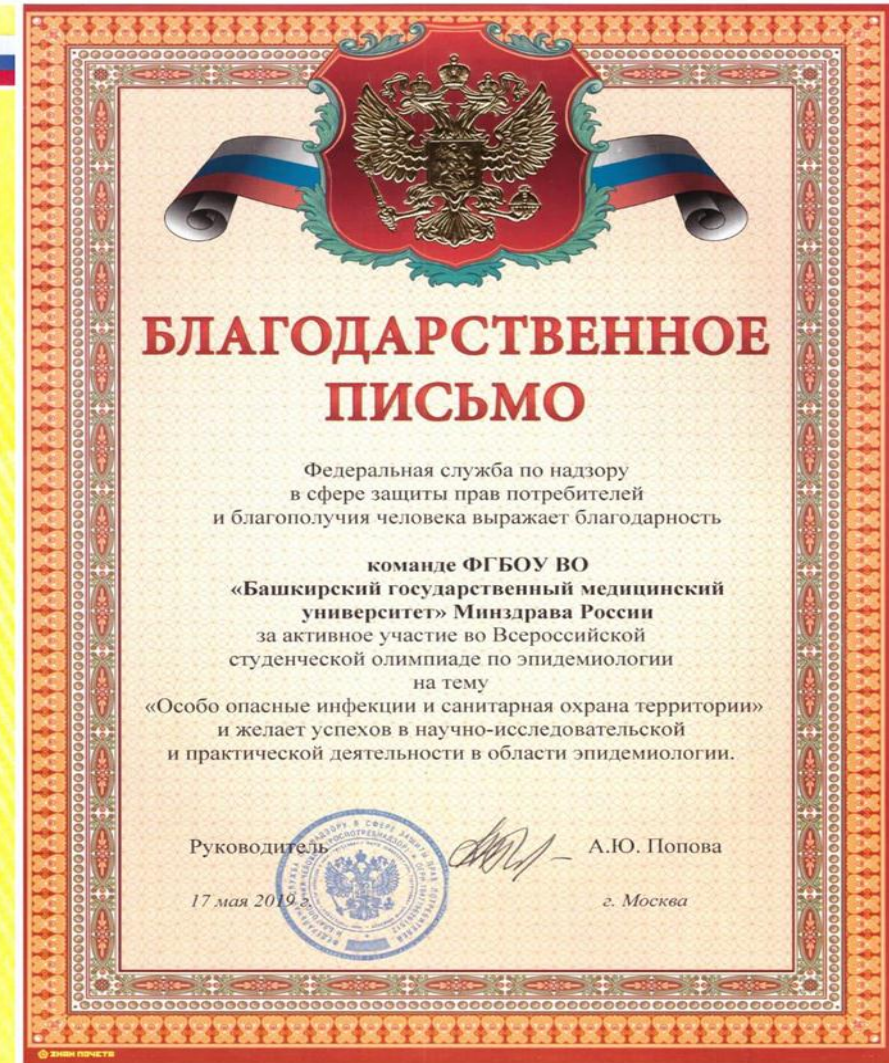 БЛАГОДАРСТВЕННОЕ
ПИСЬМО
Федеральная служба по надзору
в сфере защиты прав потребителей
и благополучия человека выражает благодарность
команде ФГБОУ ВО
«Башкирский государственный медицинский
университет» Минздрава России
за активное участие во Всероссийской
студенческой олимпиаде по эпидемиологии
на тему
«Особо опасные инфекции и санитарная охрана территории»
и желает успехов в научно-исследовательской
и практической деятельности в области эпидемиологии.
Руководитель А.Ю. Попова
17 мая 2019 г. г. Москва
ЗНАК ПОЧЕТА